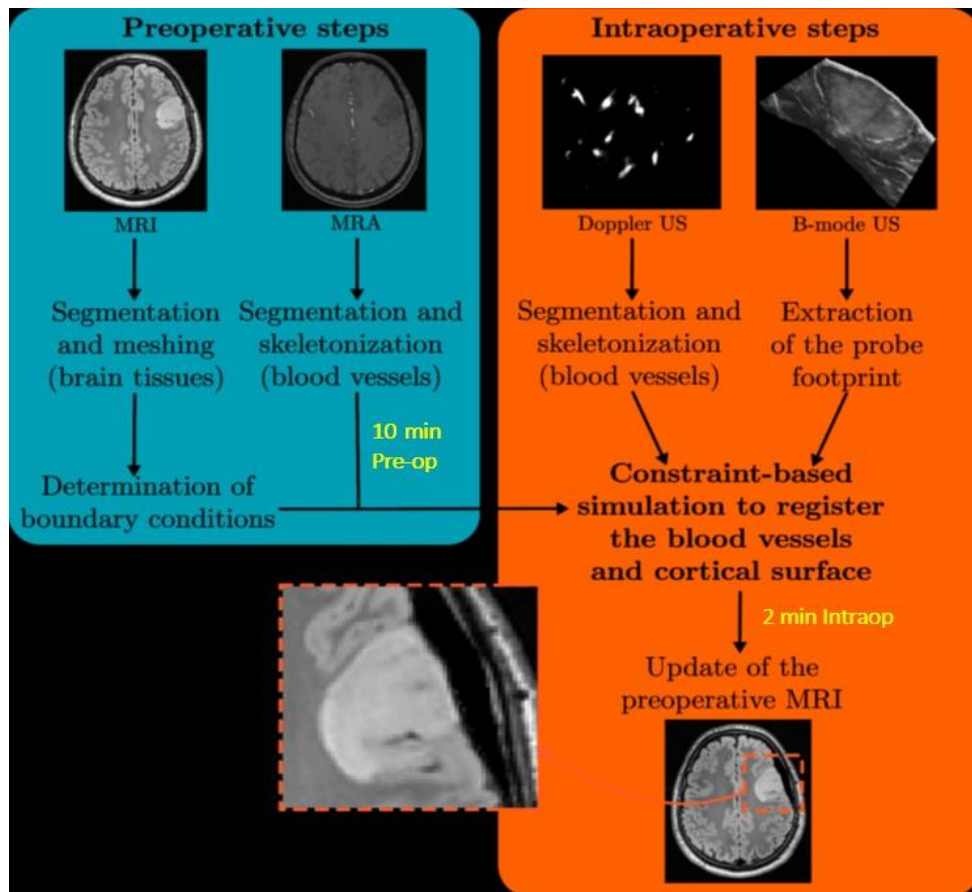 Preoperative steps
MRI
MRA
Segmentation
and meshing
(brain tissues)
Segmentation and
skeletonization
(blood vessels)
10 min
Pre-op
Determination of
boundary conditions
Intraoperative steps
Doppler US
B-mode US
Segmentation and
skeletonization
(blood vessels)
Extraction
of the probe
footprint
Constraint-based
simulation to register
the blood vessels
and cortical surface
2 min Intraop
Update of the
preoperative MRI